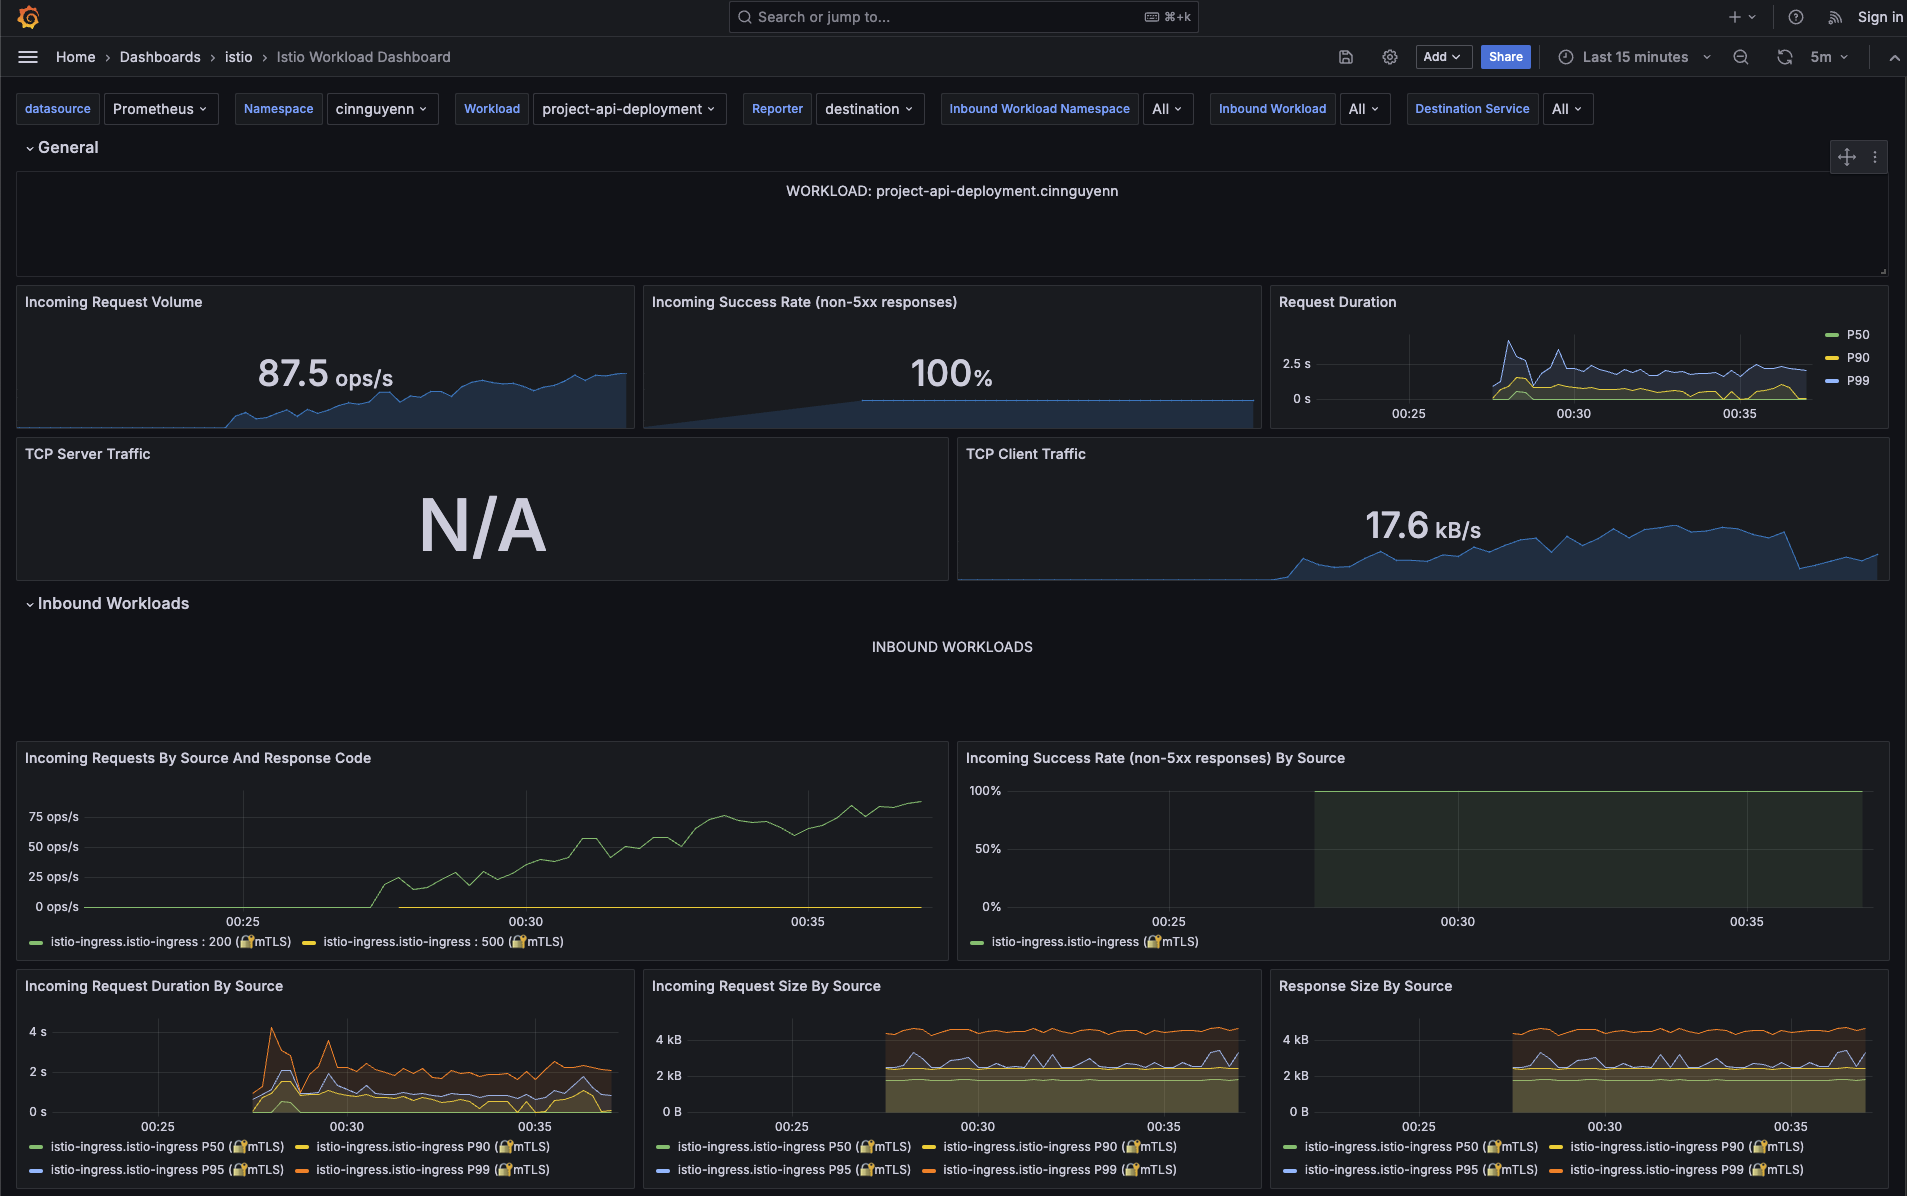 Search or jump to... ⌘+k
Sign in
Home › Dashboards › istio › Istio Workload Dashboard
Add
Share
Last 15 minutes
5m
datasource Prometheus
Namespace cinnguyenn
Workload project-api-deployment
Reporter destination
Inbound Workload Namespace All
Inbound Workload All
Destination Service All
General
WORKLOAD: project-api-deployment.cinnguyenn
Incoming Request Volume
87.5 ops/s
Incoming Success Rate (non-5xx responses)
100%
Request Duration
2.5 s
0 s
00:25 00:30 00:35
P50
P90
P99
TCP Server Traffic
N/A
TCP Client Traffic
17.6 kB/s
Inbound Workloads
INBOUND WORKLOADS
Incoming Requests By Source And Response Code
75 ops/s
50 ops/s
25 ops/s
0 ops/s
00:25 00:30 00:35
istio-ingress.istio-ingress : 200 (🔐mTLS) istio-ingress.istio-ingress : 500 (🔐mTLS)
Incoming Success Rate (non-5xx responses) By Source
100%
50%
0%
00:25 00:30 00:35
istio-ingress.istio-ingress (🔐mTLS)
Incoming Request Duration By Source
4 s
2 s
0 s
00:25 00:30 00:35
istio-ingress.istio-ingress P50 (🔐mTLS) istio-ingress.istio-ingress P90 (🔐mTLS)
istio-ingress.istio-ingress P95 (🔐mTLS) istio-ingress.istio-ingress P99 (🔐mTLS)
Incoming Request Size By Source
4 kB
2 kB
0 B
00:25 00:30 00:35
istio-ingress.istio-ingress P50 (🔐mTLS) istio-ingress.istio-ingress P90 (🔐mTLS)
istio-ingress.istio-ingress P95 (🔐mTLS) istio-ingress.istio-ingress P99 (🔐mTLS)
Response Size By Source
4 kB
2 kB
0 B
00:25 00:30 00:35
istio-ingress.istio-ingress P50 (🔐mTLS) istio-ingress.istio-ingress P90 (🔐mTLS)
istio-ingress.istio-ingress P95 (🔐mTLS) istio-ingress.istio-ingress P99 (🔐mTLS)